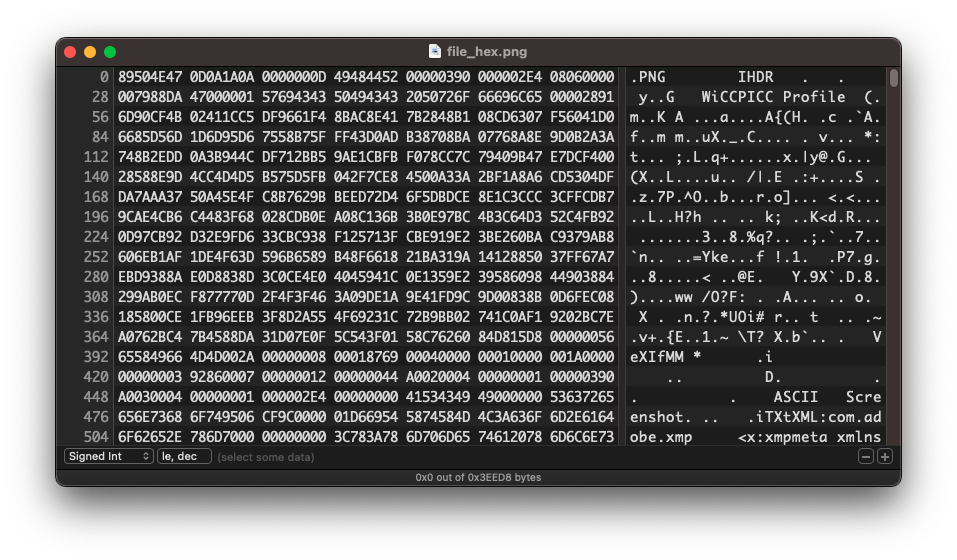 file_hex.png
0 89504E47 0D0A1A0A 0000000D 49484452 00000390 000002E4 08060000 .PNG IHDR . .
28 007988DA 47000001 57694343 50494343 2050726F 66696C65 00002891 y..G WiCCPICC Profile (.
56 6D90CF4B 02411CC5 DF9661F4 8BAC8E41 7B2848B1 08CD6307 F56041D0 m..K A ...a....A{(H. .c .`A.
84 6685D56D 1D6D95D6 7558B75F FF43D0AD B38708BA 07768A8E 9D0B2A3A f..m m..uX._.C.... . v... *:
112 748B2EDD 0A3B944C DF712BB5 9AE1CBFB F078CC7C 79409B47 E7DCF400 t... ;.L.q+......x.|y@.G...
140 28588E9D 4CC4D4D5 B575D5FB 042F7CE8 4500A33A 2BF1A8A6 CD5304DF (X..L....u.. /|.E .:+....S .
168 DA7AAA37 50A45E4F C8B7629B BEED72D4 6F5DBDCE 8E1C3CCC 3CFFCDB7 .z.7P.^O..b...r.o]... <.<...
196 9CAE4CB6 C4483F68 028CDB0E A08C136B 3B0E97BC 4B3C64D3 52C4FB92 ..L..H?h .. .. k; ..K<d.R...
224 0D97CB92 D32E9FD6 33CBC938 F125713F CBE919E2 3BE260BA C9379AB8 .......3..8.%q?.. .;.`..7..
252 606EB1AF 1DE4F63D 596B6589 B48F6618 21BA319A 14128850 37FF67A7 `n.. ..=Yke...f !.1. .P7.g.
280 EBD9388A AE0D8838D 3C0CE4E0 4045941C 0E1359E2 39586098 44903884 ..8.....< ..@E. Y.9X`.D.8.
308 299AB0EC F877770D 2F4F3F46 3A09DE1A 9E41FD9C 9D00838B 0D6FEC08 )....ww /O?F: . .A... .. o.
336 185800CE 1FB96EEB 3F8D2A55 4F69231C 72B9BB02 741C0AF1 9202BC7E X . .n.?.*UOi# r.. t .. .~
364 A0762BC4 7B4588DA 31D07E0F 5C543F01 58C76260 84D815D8 00000056 .v+.{E..1.~ \T? X.b`.. . V
392 65584966 4D4D002A 00000008 00018769 00040000 00010000 001A0000 eXIfMM * .i
420 00000003 92860007 00000012 00000044 A0020004 00000001 00000390 .. D. .
448 A0030004 00000001 000002E4 00000000 41534349 49000000 53637265 . . ASCII Scre
476 656E7368 6F749506 CF9C0000 01D66954 5874584D 4C3A636F 6D2E6164 enshot.. .. .iTXtXML:com.ad
504 6F62652E 786D7000 00000000 3C783A78 6D706D65 74612078 6D6C6E73 obe.xmp <x:xmpmeta xmlns
Signed Int le, dec (select some data)
0x0 out of 0x3EED8 bytes